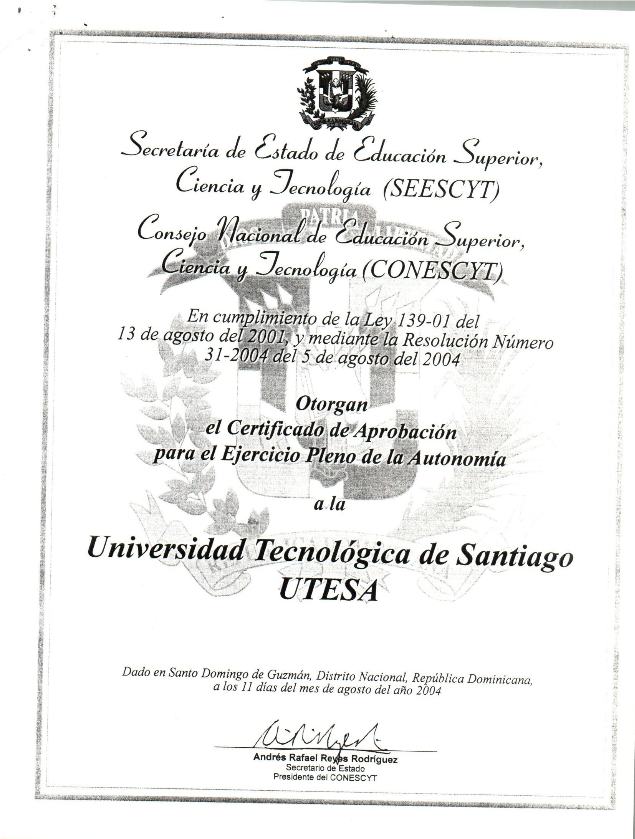 Secretaría de Estado de Educación Superior,
Ciencia y Tecnología (SEESCYT)
PATRIA
Consejo Nacional de Educación Superior,
Ciencia y Tecnología (CONESCYT)
En cumplimiento de la Ley 139-01 del
13 de agosto del 2001, y mediante la Resolución Número
31-2004 del 5 de agosto del 2004
Otorgan
el Certificado de Aprobación
para el Ejercicio Pleno de la Autonomía
a la
Universidad Tecnológica de Santiago
UTESA
Dado en Santo Domingo de Guzmán, Distrito Nacional, República Dominicana,
a los 11 días del mes de agosto del año 2004
Andrés Rafael Reyes Rodríguez
Secretario de Estado
Presidente del CONESCYT